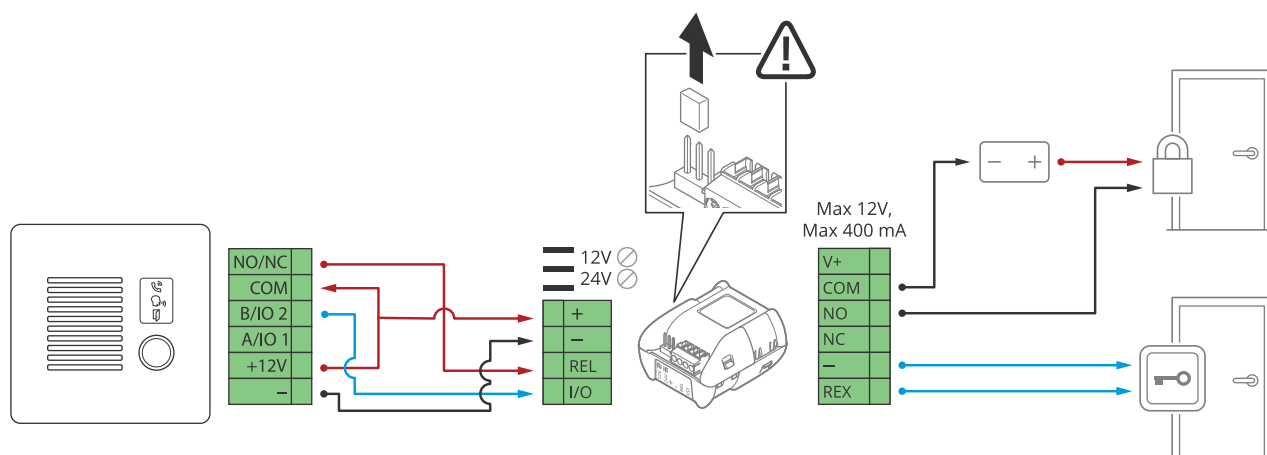 NO/NC
COM
B/IO 2
A/IO 1
+12V
–
12V
24V
+
–
REL
I/O
Max 12V,
Max 400 mA
V+
COM
NO
NC
–
REX
– +